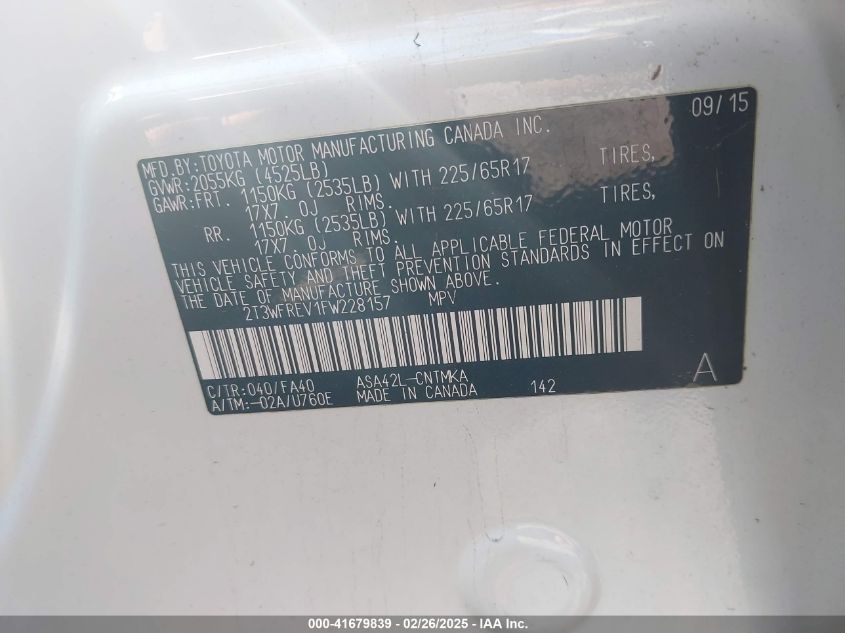 09/15
MFD.BY:TOYOTA MOTOR MANUFACTURING CANADA INC.
GVWR:2055KG (4525LB)
GAWR:FRT. 1150KG (2535LB) WITH 225/65R17 TIRES,
17X7.0J RIMS.
RR. 1150KG (2535LB) WITH 225/65R17 TIRES,
17X7.0J RIMS.
THIS VEHICLE CONFORMS TO ALL APPLICABLE FEDERAL MOTOR
VEHICLE SAFETY AND THEFT PREVENTION STANDARDS IN EFFECT ON
THE DATE OF MANUFACTURE SHOWN ABOVE.
2T3WFREV1FW228157 MPV
C/TR:040/FA40 ASA42L-CNTMKA
A/TM:-02A/U760E MADE IN CANADA 142 A
000-41679839 - 02/26/2025 - IAA Inc.